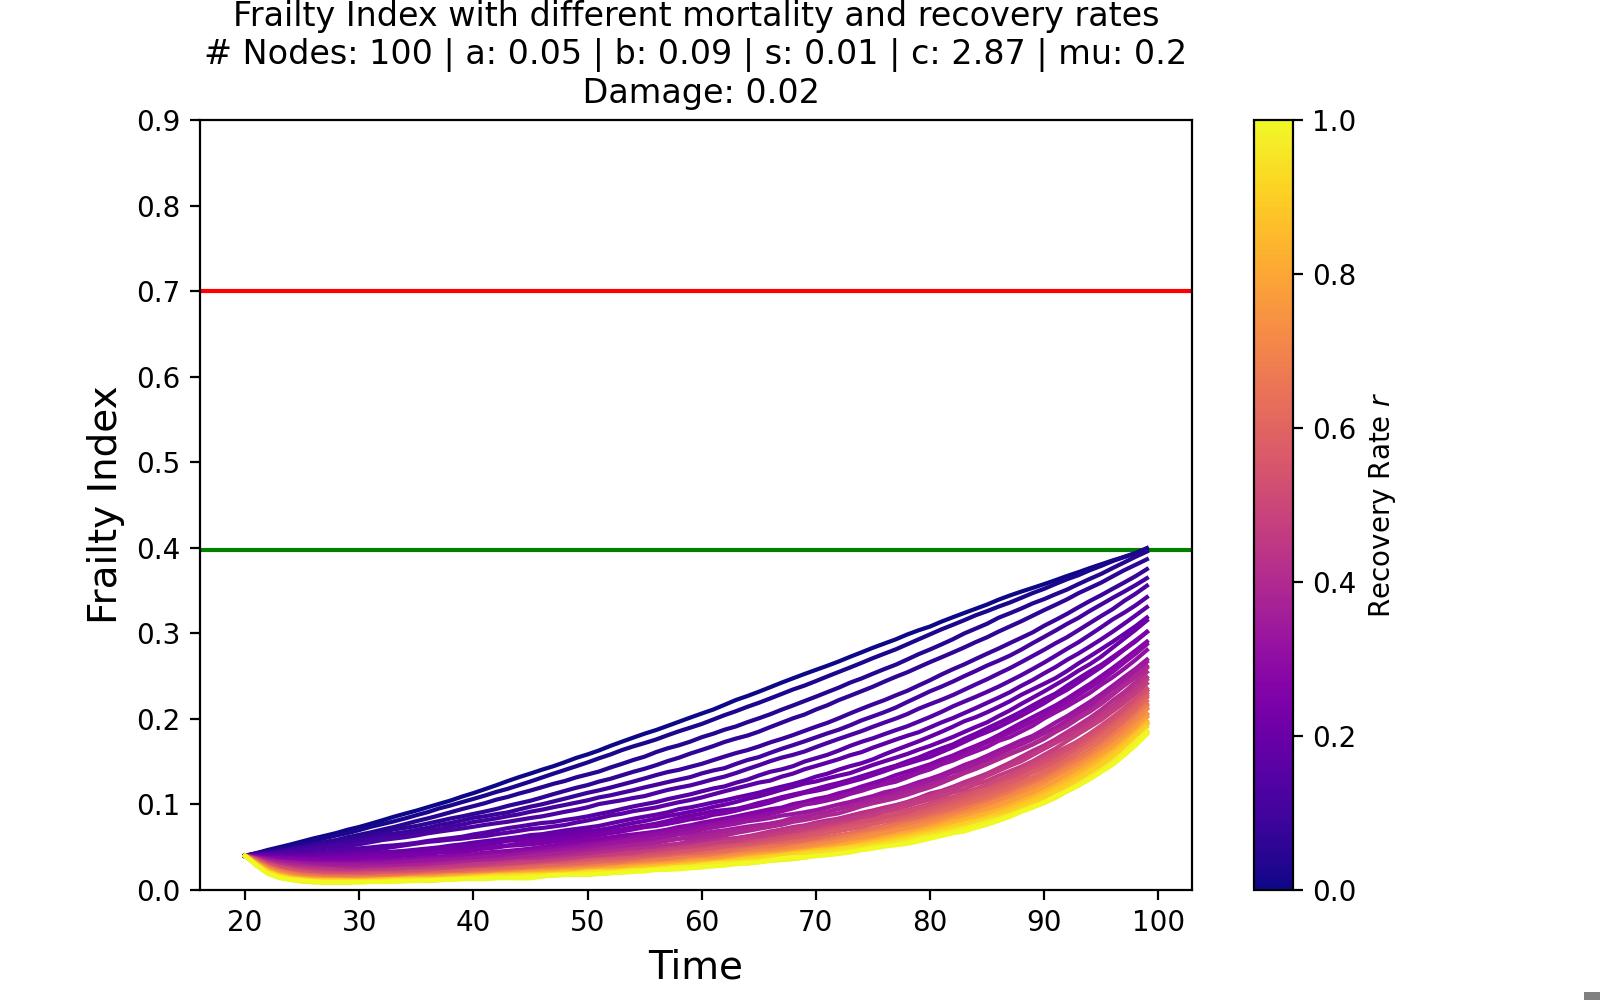 Frailty Index with different mortality and recovery rates
# Nodes: 100 | a: 0.05 | b: 0.09 | s: 0.01 | c: 2.87 | mu: 0.2
Damage: 0.02
0.9
0.8
0.7
0.6
0.5
0.4
0.3
0.2
0.1
0.0
Frailty Index
20 30 40 50 60 70 80 90 100
Time
1.0
0.8
0.6
0.4
0.2
0.0
Recovery Rate r